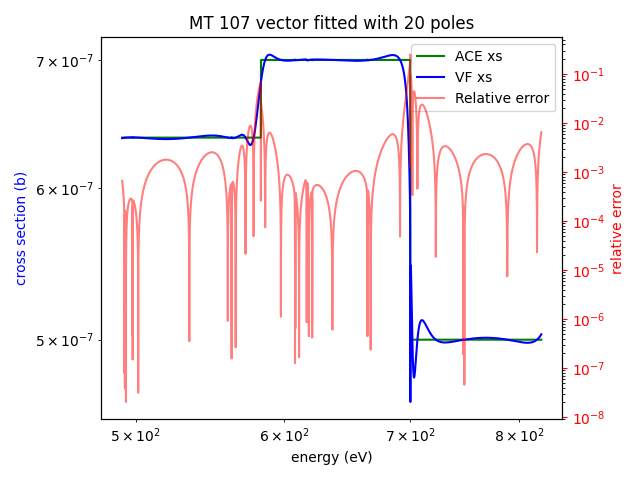 MT 107 vector fitted with 20 poles
ACE xs
VF xs
Relative error
7 × 10⁻⁷
6 × 10⁻⁷
5 × 10⁻⁷
cross section (b)
10⁻¹
10⁻²
10⁻³
10⁻⁴
10⁻⁵
10⁻⁶
10⁻⁷
10⁻⁸
relative error
5 × 10² 6 × 10² 7 × 10² 8 × 10²
energy (eV)